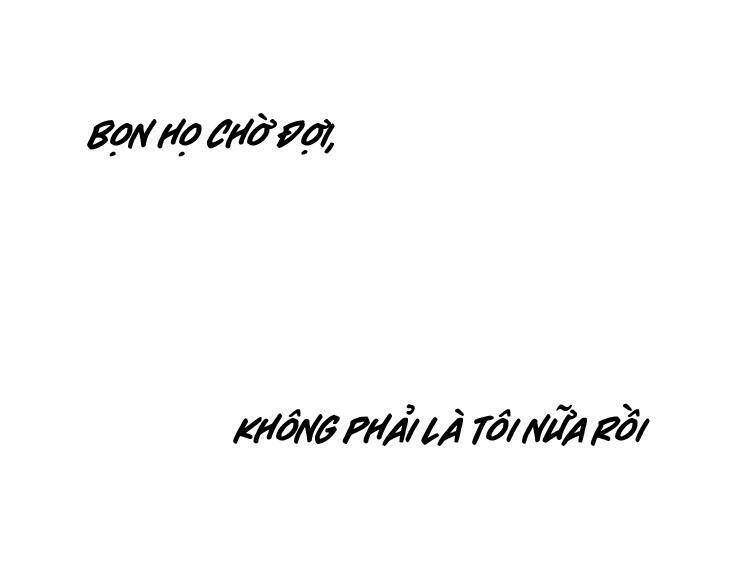 BỌN HỌ CHỜ ĐỢI,
KHÔNG PHẢI LÀ TÔI NỮA RỒI